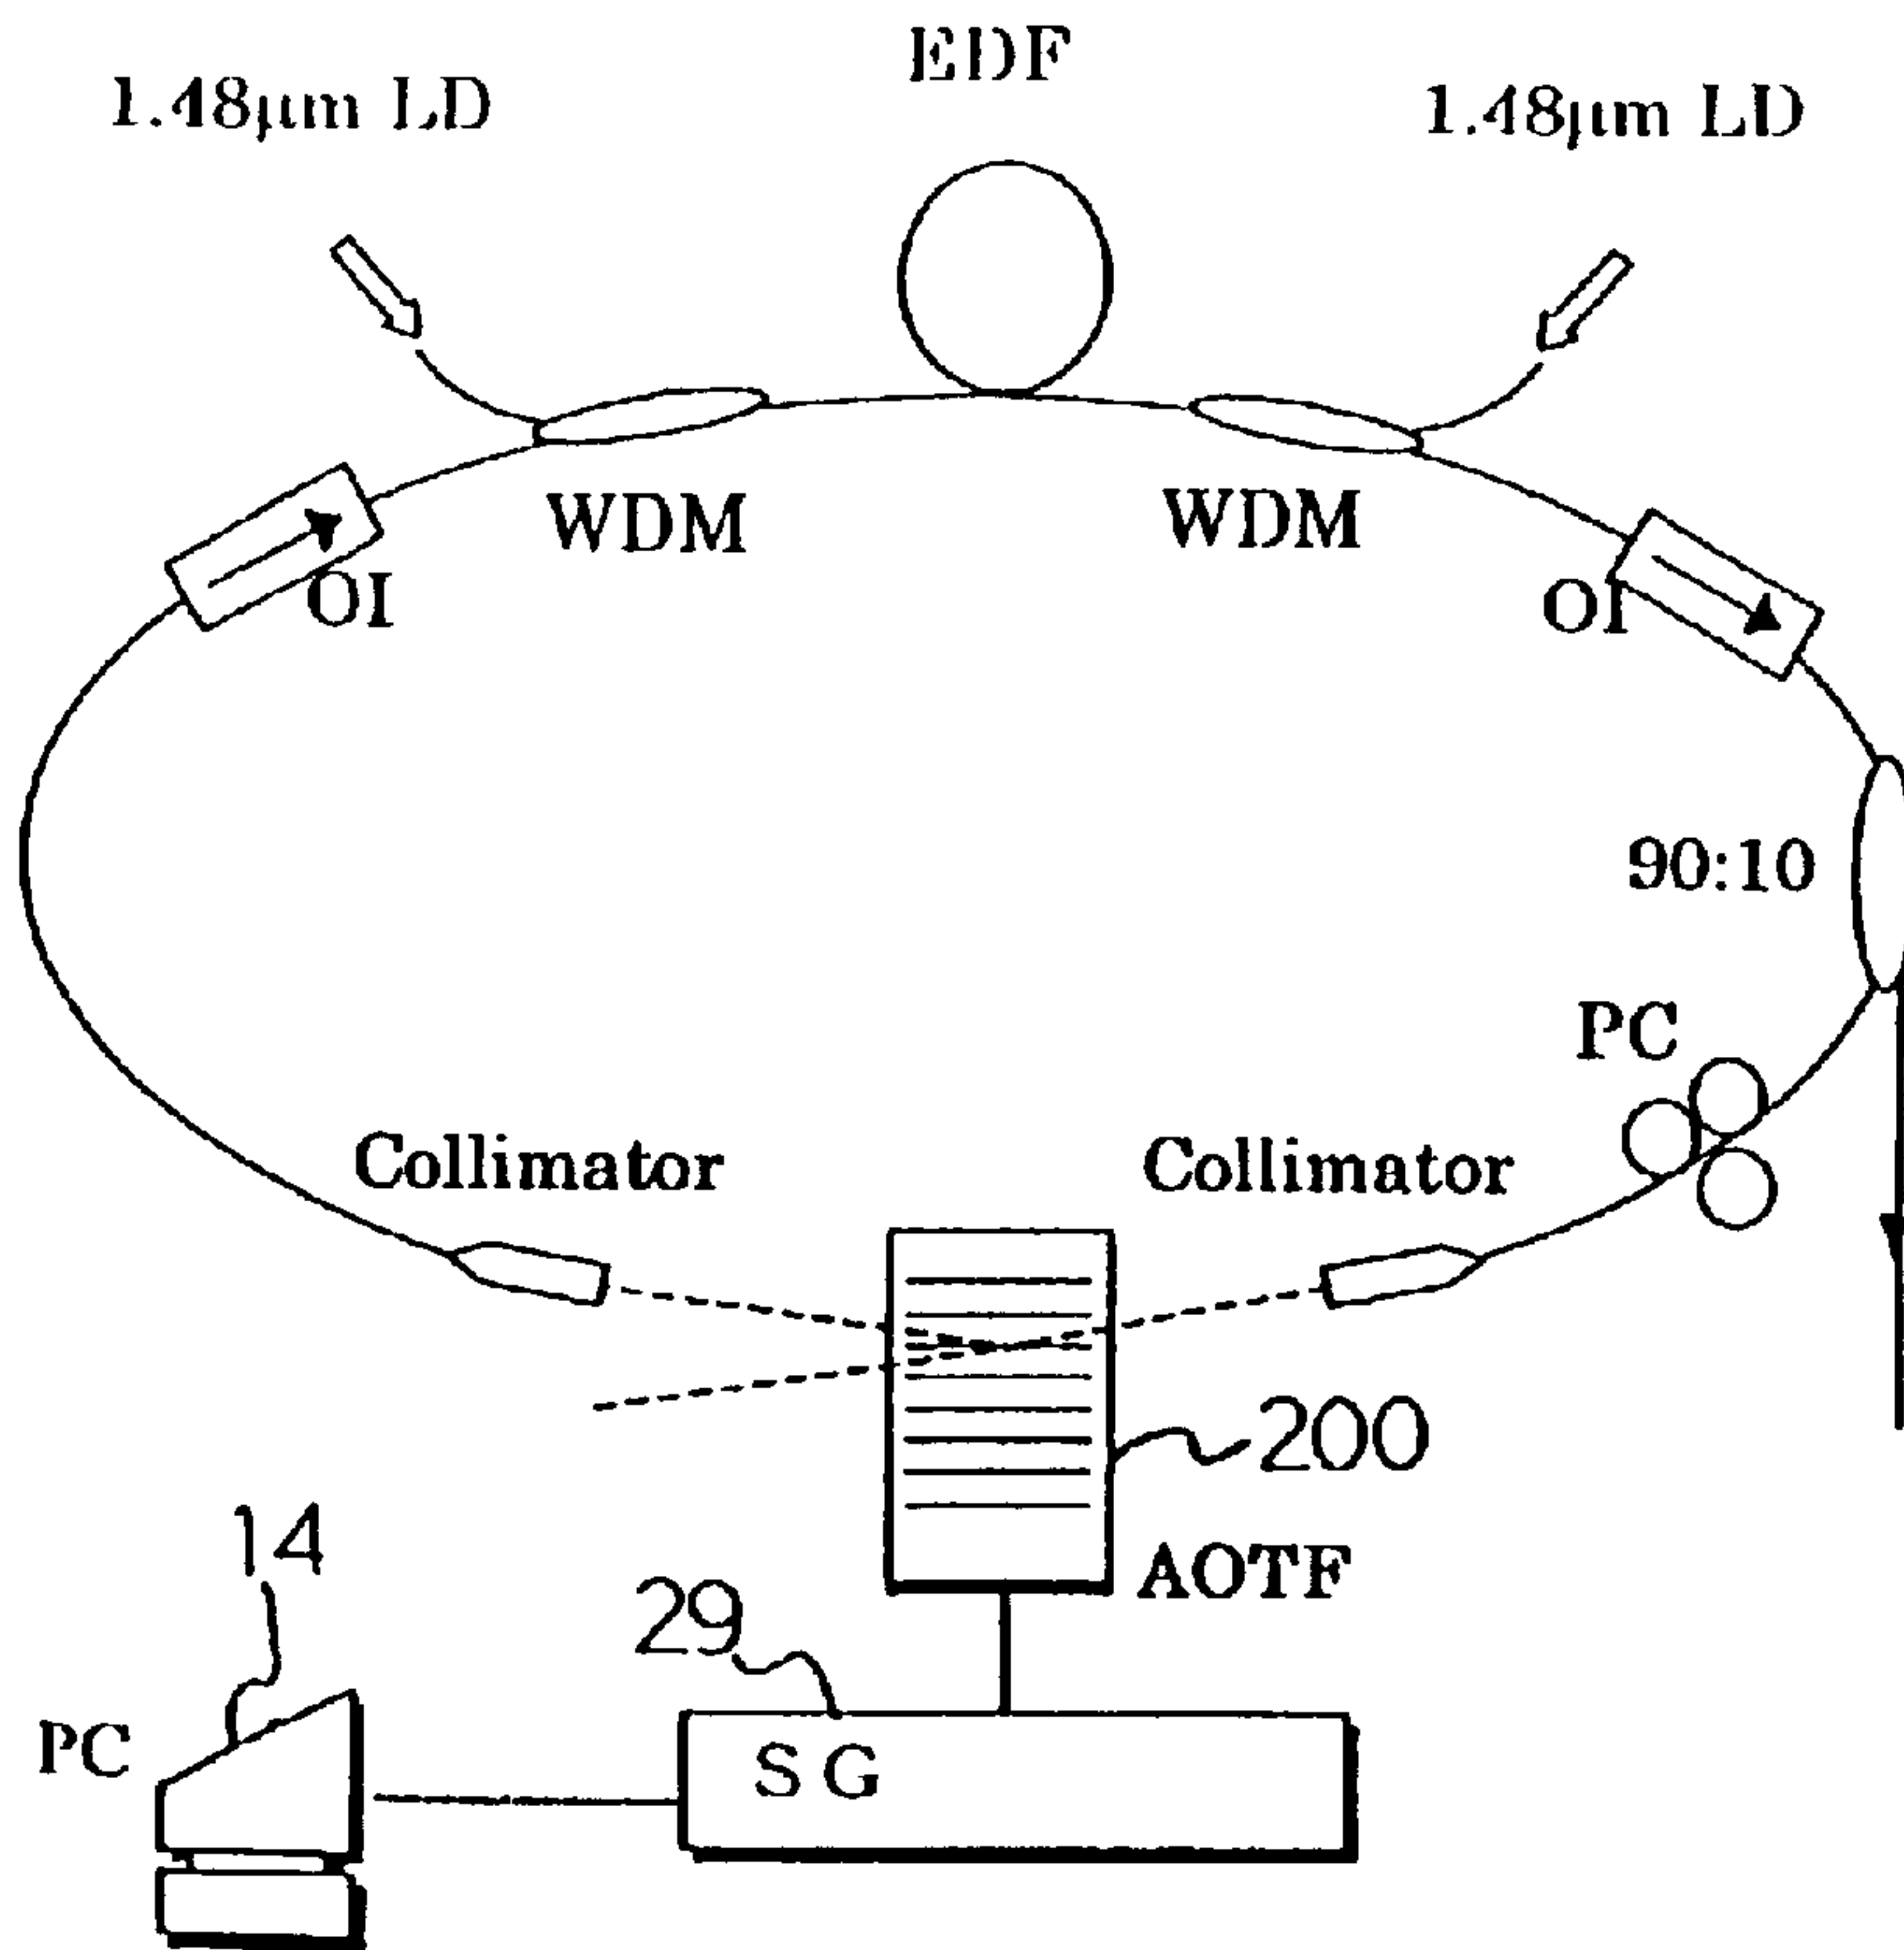 EDF
1.48μm LD
1.48μm LD
WDM
WDM
OI
OI
90:10
PC
Collimator
Collimator
200
14
AOTF
29
PC
SG